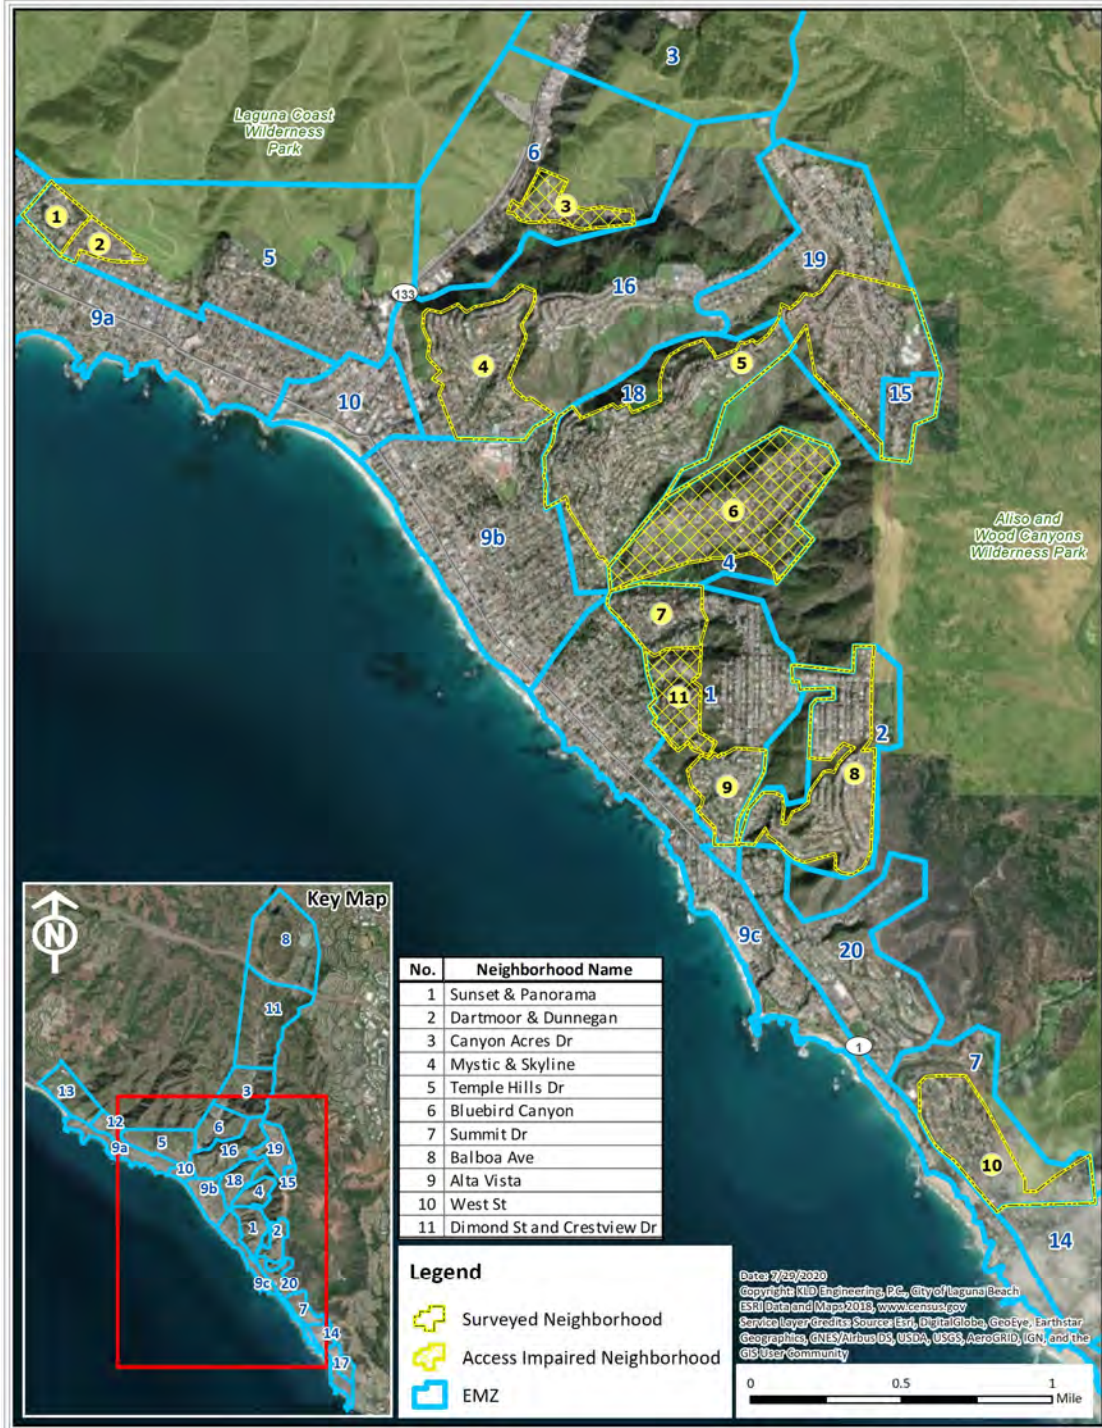 3
Laguna Coast
Wilderness
Park
6
1
2
3
5
19
16
133
9a
4
5
18
15
10
6
9b
Aliso and
Wood Canyons
Wilderness Park
4
7
11
1
2
8
9
9c
20
1
7
10
14
Key Map
N
8
11
3
13
12
6
5
9a
16
19
10
18
15
9b
4
1
2
9c
20
7
14
17
No. Neighborhood Name
1 Sunset & Panorama
2 Dartmoor & Dunnegan
3 Canyon Acres Dr
4 Mystic & Skyline
5 Temple Hills Dr
6 Bluebird Canyon
7 Summit Dr
8 Balboa Ave
9 Alta Vista
10 West St
11 Dimond St and Crestview Dr
Legend
Surveyed Neighborhood
Access Impaired Neighborhood
EMZ
Date: 7/29/2020
Copyright: KLD Engineering, P.C., City of Laguna Beach
ESRI Data and Maps 2018, www.census.gov
Service Layer Credits: Source: Esri, DigitalGlobe, GeoEye, Earthstar
Geographics, CNES/Airbus DS, USDA, USGS, AeroGRID, IGN, and the
GIS User Community
0 0.5 1
Mile